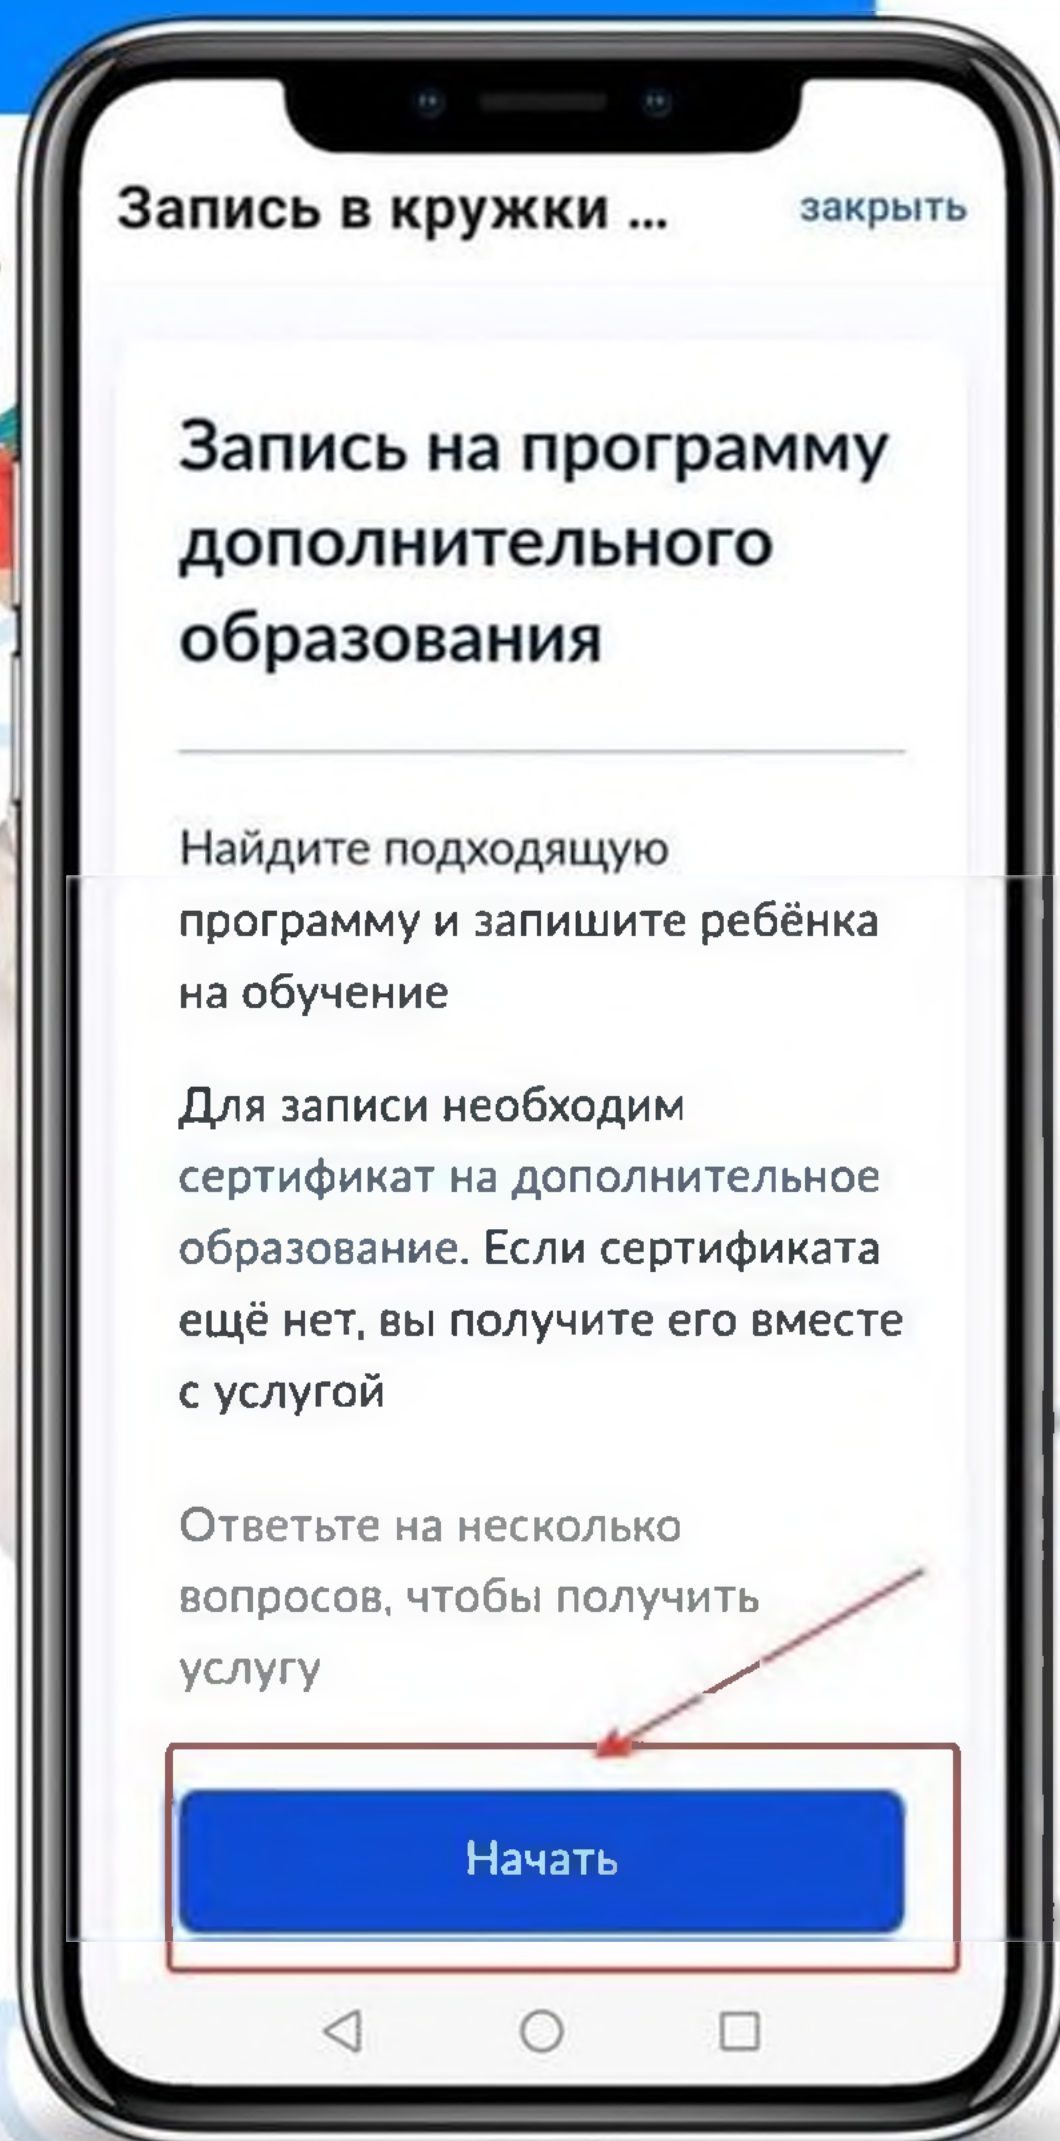 Запись в кружки ... закрыть
Запись на программу
дополнительного
образования
Найдите подходящую
программу и запишите ребёнка
на обучение
Для записи необходим
сертификат на дополнительное
образование. Если сертификата
ещё нет, вы получите его вместе
с услугой
Ответьте на несколько
вопросов, чтобы получить
услугу
Начать